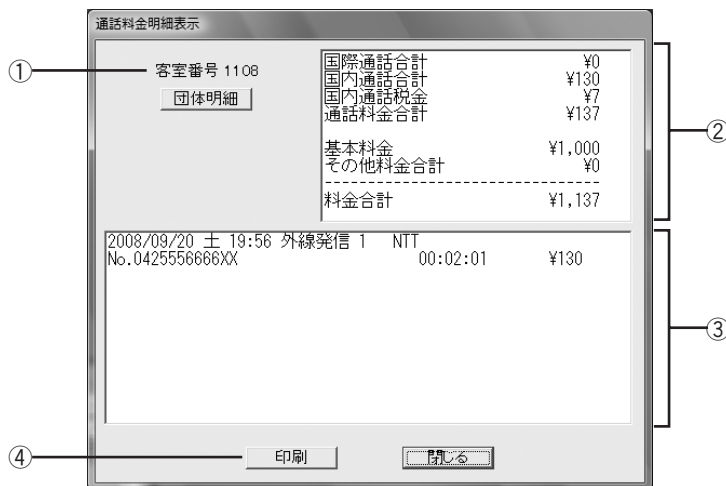 通話料金明細表示
① 客室番号 1108
団体明細
国際通話合計 ¥0
国内通話合計 ¥130
国内通話税金 ¥7
通話料金合計 ¥137
基本料金 ¥1,000
その他料金合計 ¥0
--------------------------------
料金合計 ¥1,137
②
2008/09/20 土 19:56 外線発信 1 NTT
No.0425556666XX 00:02:01 ¥130
③
④ 印刷 閉じる